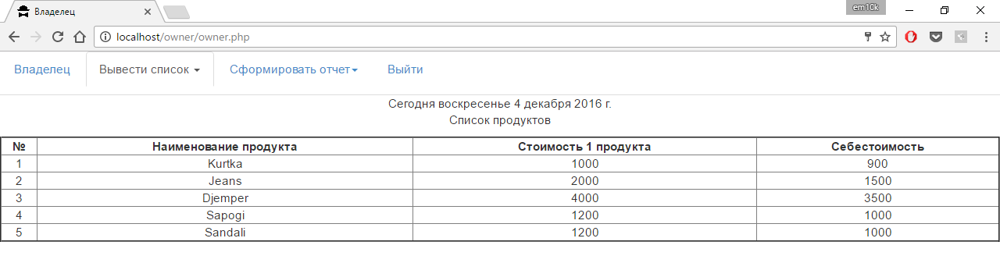 Владелец
em10k
localhost/owner/owner.php
Владелец Вывести список Сформировать отчет Выйти
Сегодня воскресенье 4 декабря 2016 г.
Список продуктов
№ Наименование продукта Стоимость 1 продукта Себестоимость
1 Kurtka 1000 900
2 Jeans 2000 1500
3 Djemper 4000 3500
4 Sapogi 1200 1000
5 Sandali 1200 1000